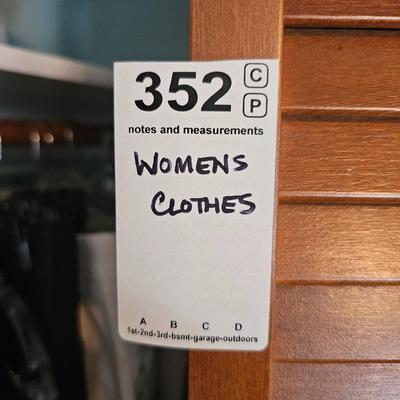 352 C
P
notes and measurements
WOMENS
CLOTHES
A B C D
1st-2nd-3rd-bsmt-garage-outdoors